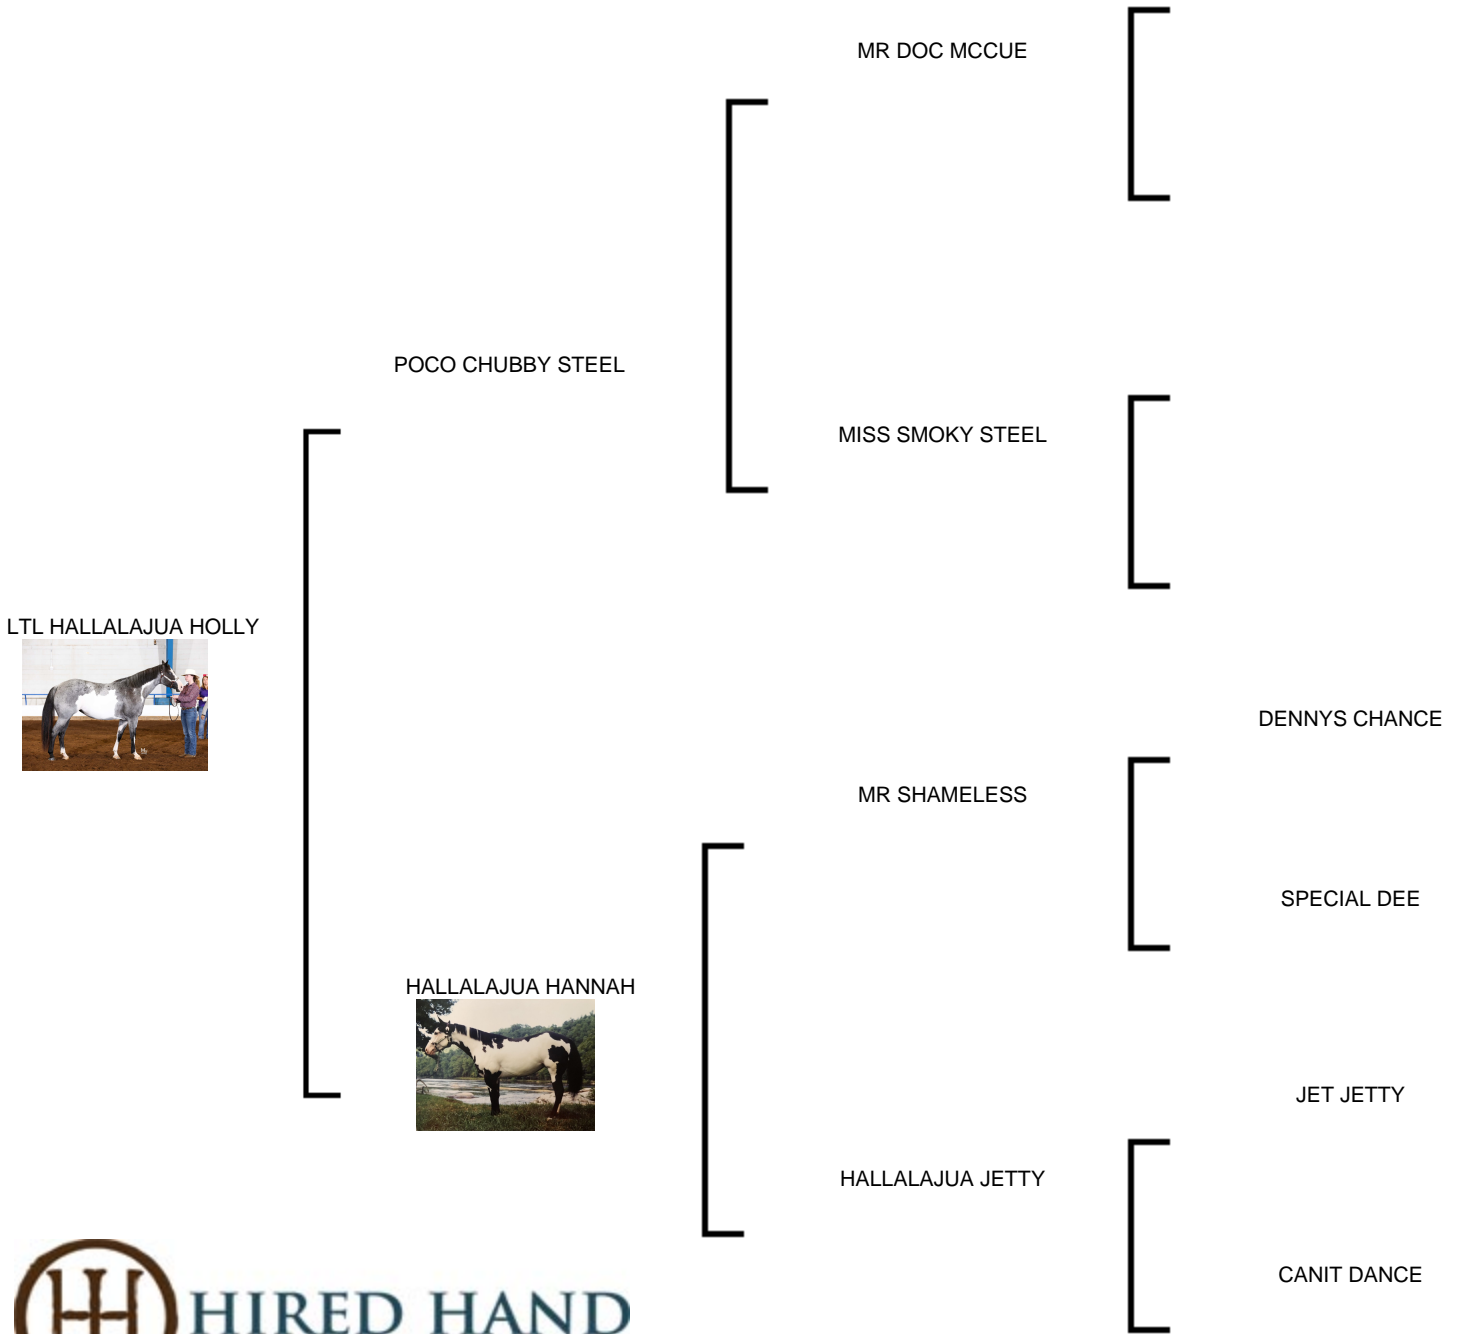 MR DOC MCCUE
POCO CHUBBY STEEL
MISS SMOKY STEEL
LTL HALLALAJUA HOLLY
DENNYS CHANCE
MR SHAMELESS
SPECIAL DEE
HALLALAJUA HANNAH
JET JETTY
HALLALAJUA JETTY
CANIT DANCE
HIRED HAND